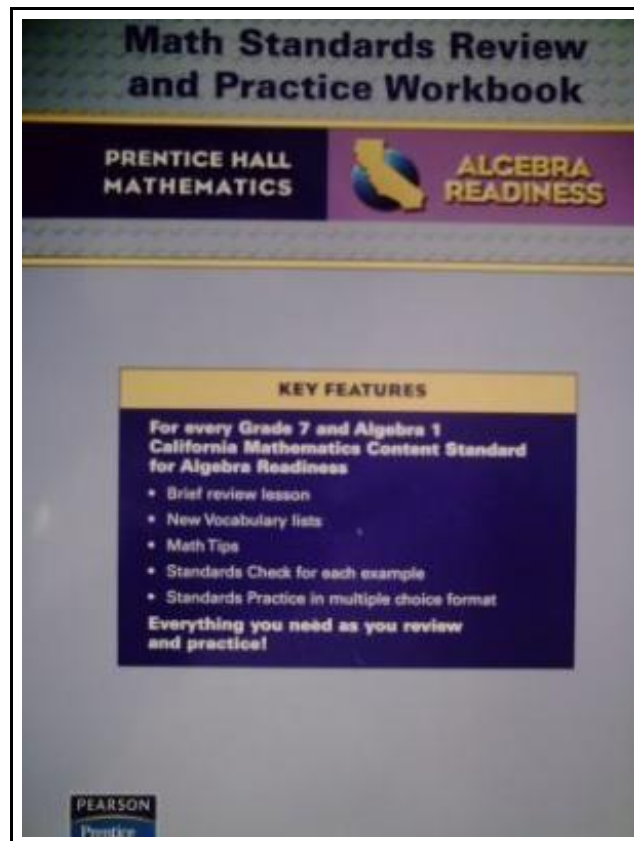 Math Standards Review
and Practice Workbook
PRENTICE HALL
MATHEMATICS
ALGEBRA
READINESS
KEY FEATURES
For every Grade 7 and Algebra 1
California Mathematics Content Standard
for Algebra Readiness
• Brief review lesson
• New Vocabulary lists
• Math Tips
• Standards Check for each example
• Standards Practice in multiple choice format
Everything you need as you review
and practice!
PEARSON
Prentice